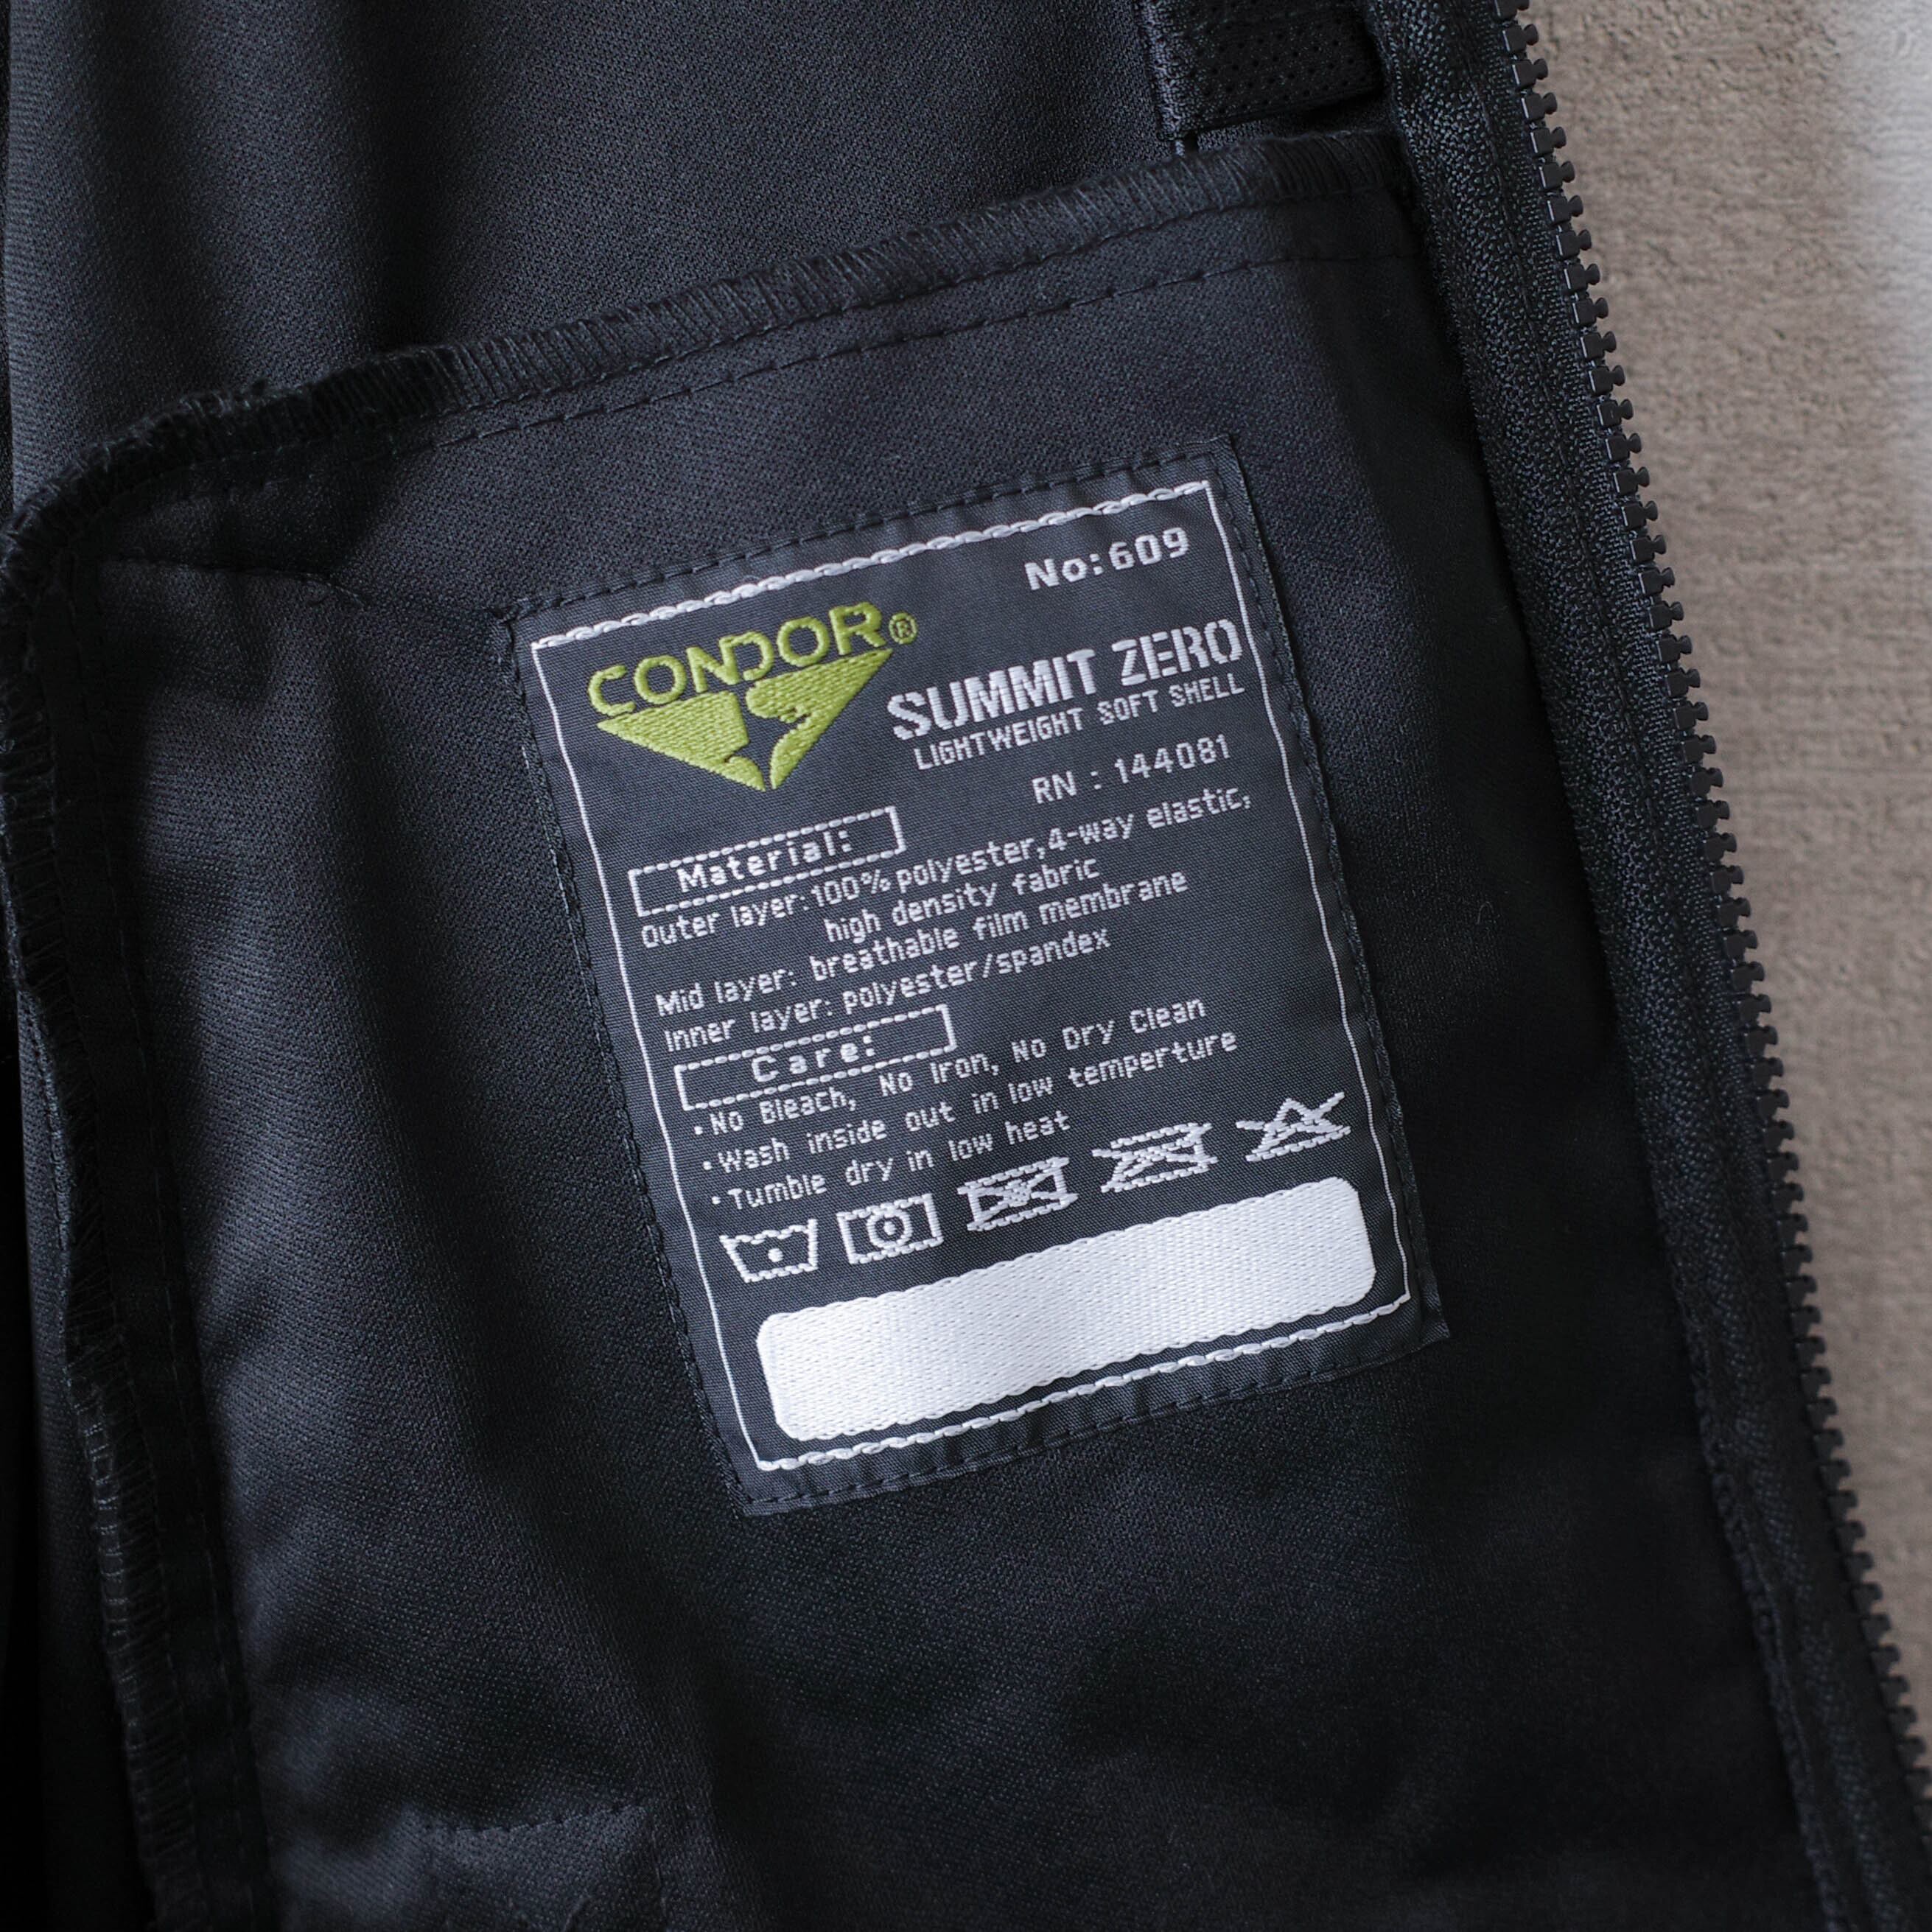 No:609
CONDOR®
SUMMIT ZERO
LIGHTWEIGHT SOFT SHELL
RN : 144081
Material:
Outer layer:100% polyester,4-way elastic,
high density fabric
Mid layer: breathable film membrane
Inner layer: polyester/spandex
Care:
·No Bleach, No Iron, No Dry Clean
·Wash inside out in low temperture
·Tumble dry in low heat